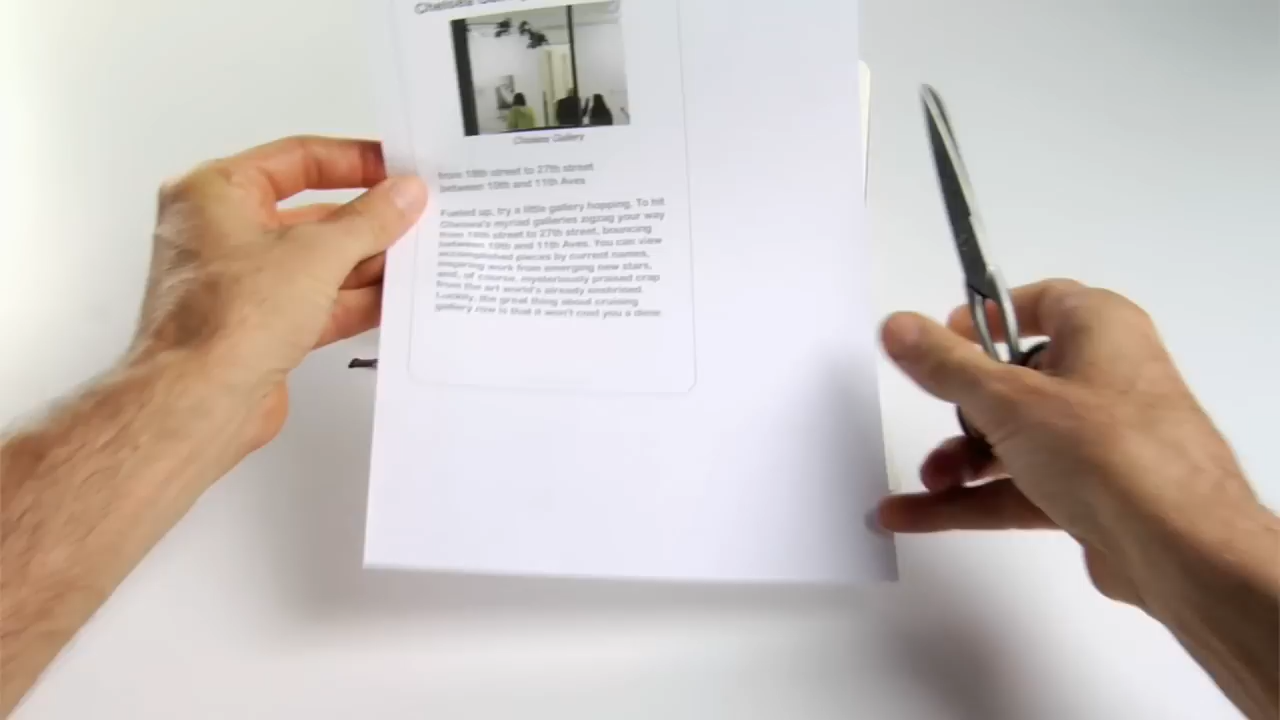 Chelsea
Chelsea Gallery
from 18th street to 27th street
between 10th and 11th Aves
Fueled up, try a little gallery hopping. To hit
Chelsea's myriad galleries zigzag your way
from 18th street to 27th street, bouncing
between 10th and 11th Aves. You can view
accomplished pieces by current names,
inspiring work from emerging new stars,
and, of course, mysteriously praised crap
from the art world's already enshrined.
Luckily, the great thing about cruising
gallery row is that it won't cost you a dime